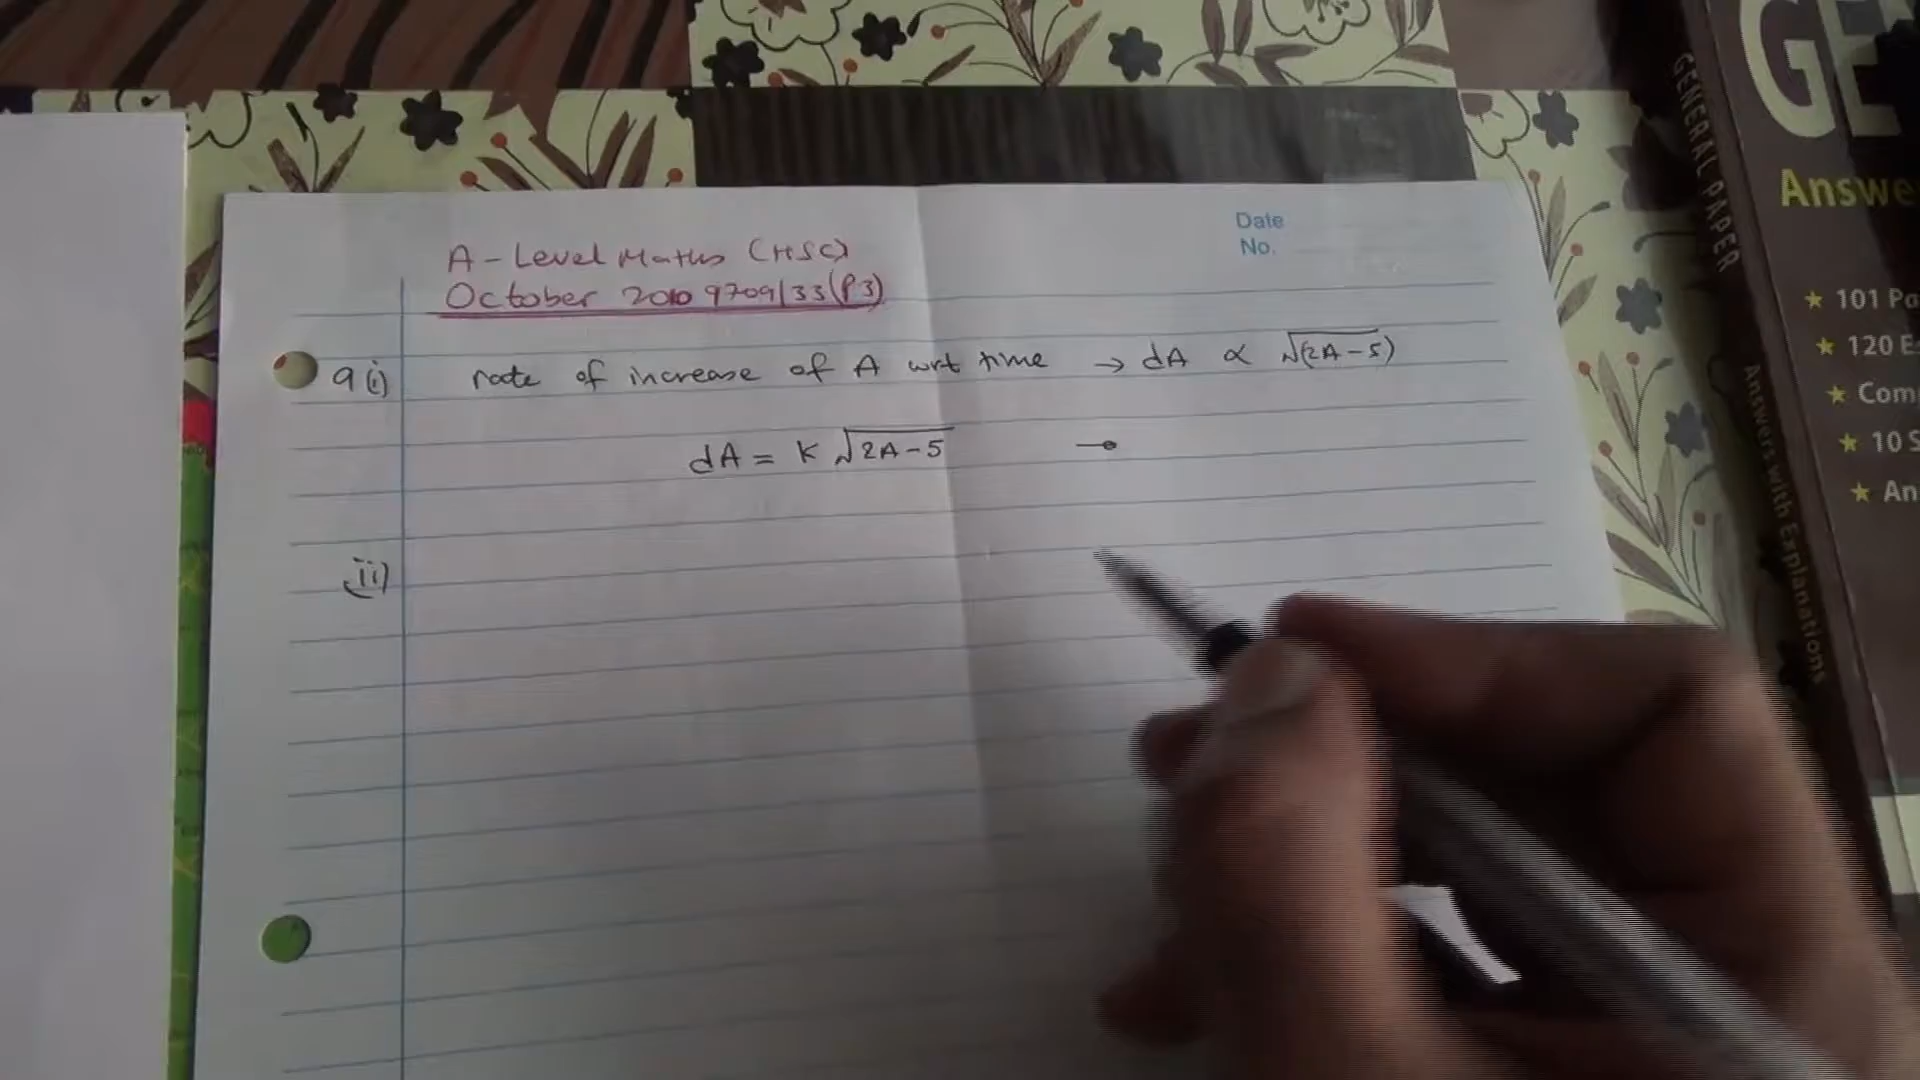 A-Level Maths (HSC)
October 2010 9709/33 (P3)
Date
No.
9(i) rate of increase of A wrt time → dA ∝ √(2A-5)
dA = K √2A-5
ii)
GENERAL PAPER
Answers with Explanations
GE
Answe
★ 101 Pa
★ 120 E
★ Com
★ 10 S
★ An